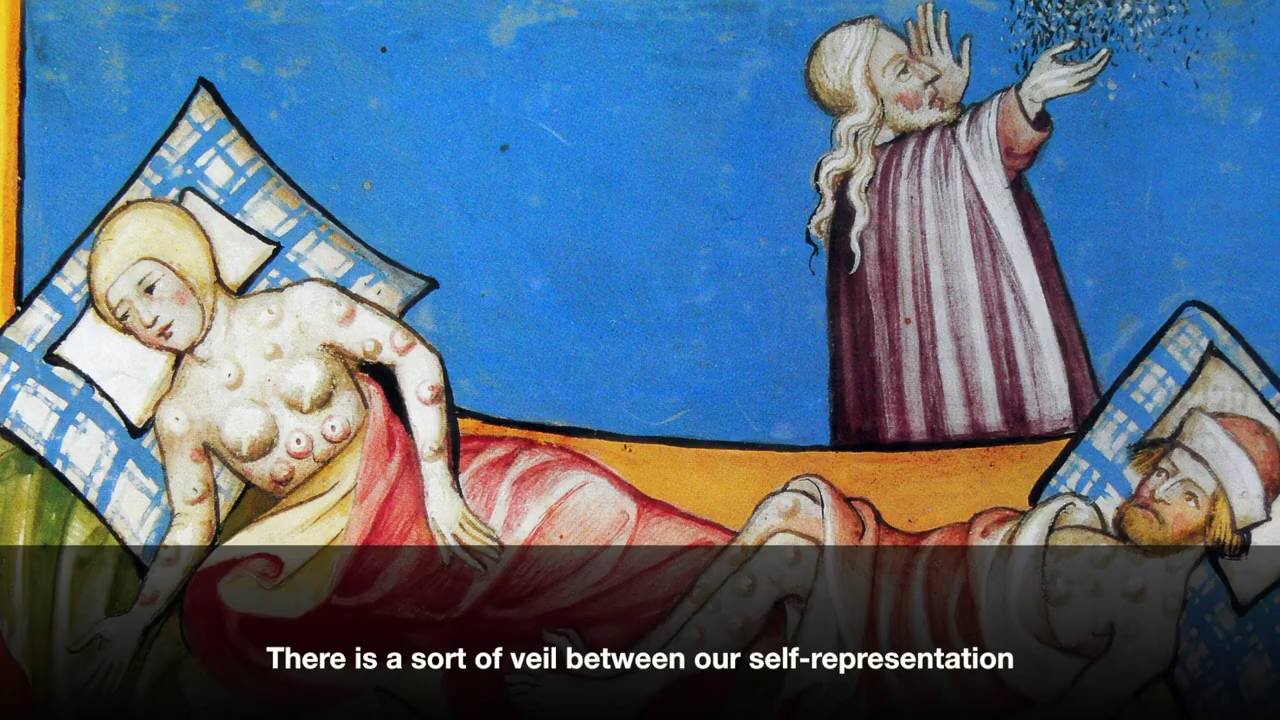 There is a sort of veil between our self-representation